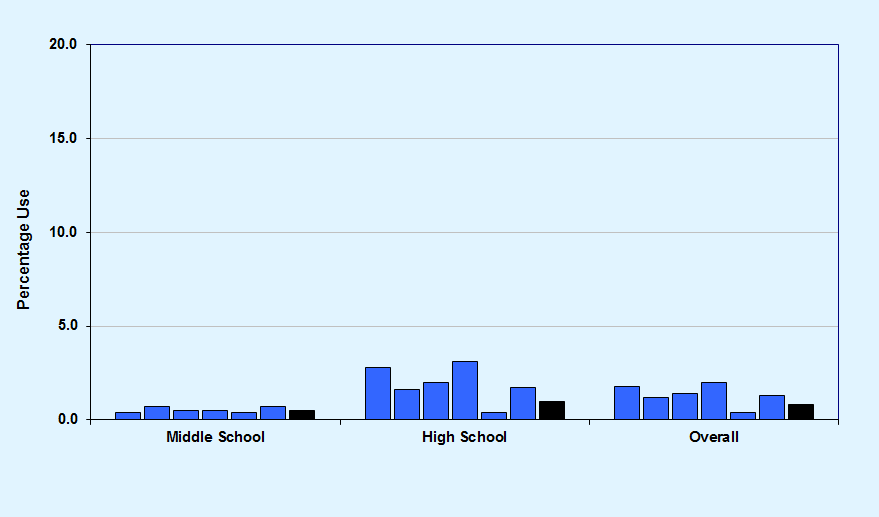 20.0
15.0
10.0
5.0
0.0
Percentage Use
Middle School
High School
Overall